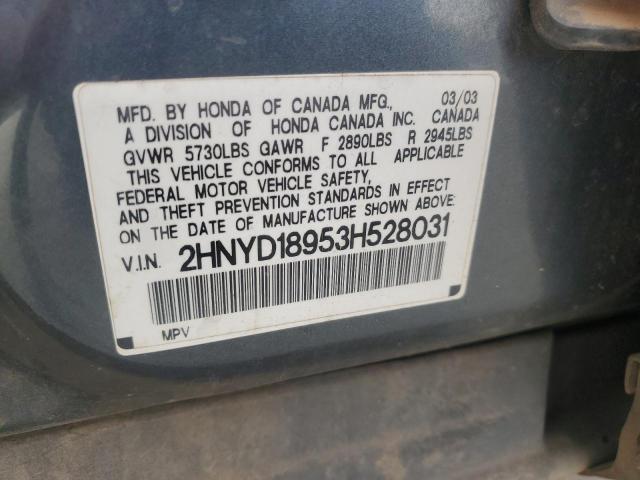 MFD. BY HONDA OF CANADA MFG., 03/03
A DIVISION OF HONDA CANADA INC. CANADA
GVWR 5730LBS GAWR F 2890LBS R 2945LBS
THIS VEHICLE CONFORMS TO ALL APPLICABLE
FEDERAL MOTOR VEHICLE SAFETY,
AND THEFT PREVENTION STANDARDS IN EFFECT
ON THE DATE OF MANUFACTURE SHOWN ABOVE:
V.I.N. 2HNYD18953H528031
MPV